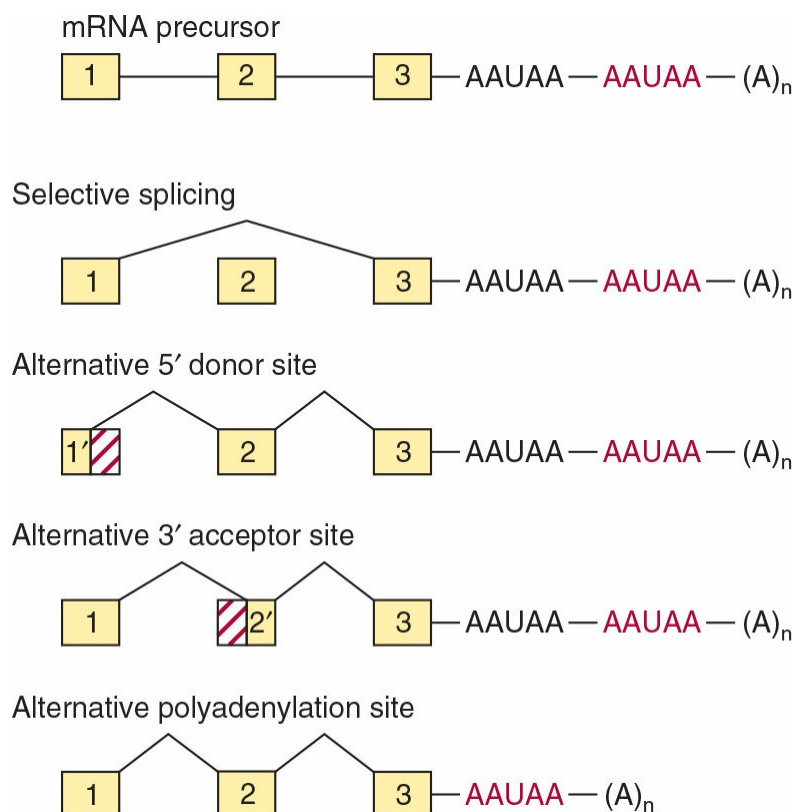 mRNA precursor
1 2 3 AAUAA AAUAA (A)n
Selective splicing
1 2 3 AAUAA AAUAA (A)n
Alternative 5′ donor site
1′ 2 3 AAUAA AAUAA (A)n
Alternative 3′ acceptor site
1 2′ 3 AAUAA AAUAA (A)n
Alternative polyadenylation site
1 2 3 AAUAA (A)n